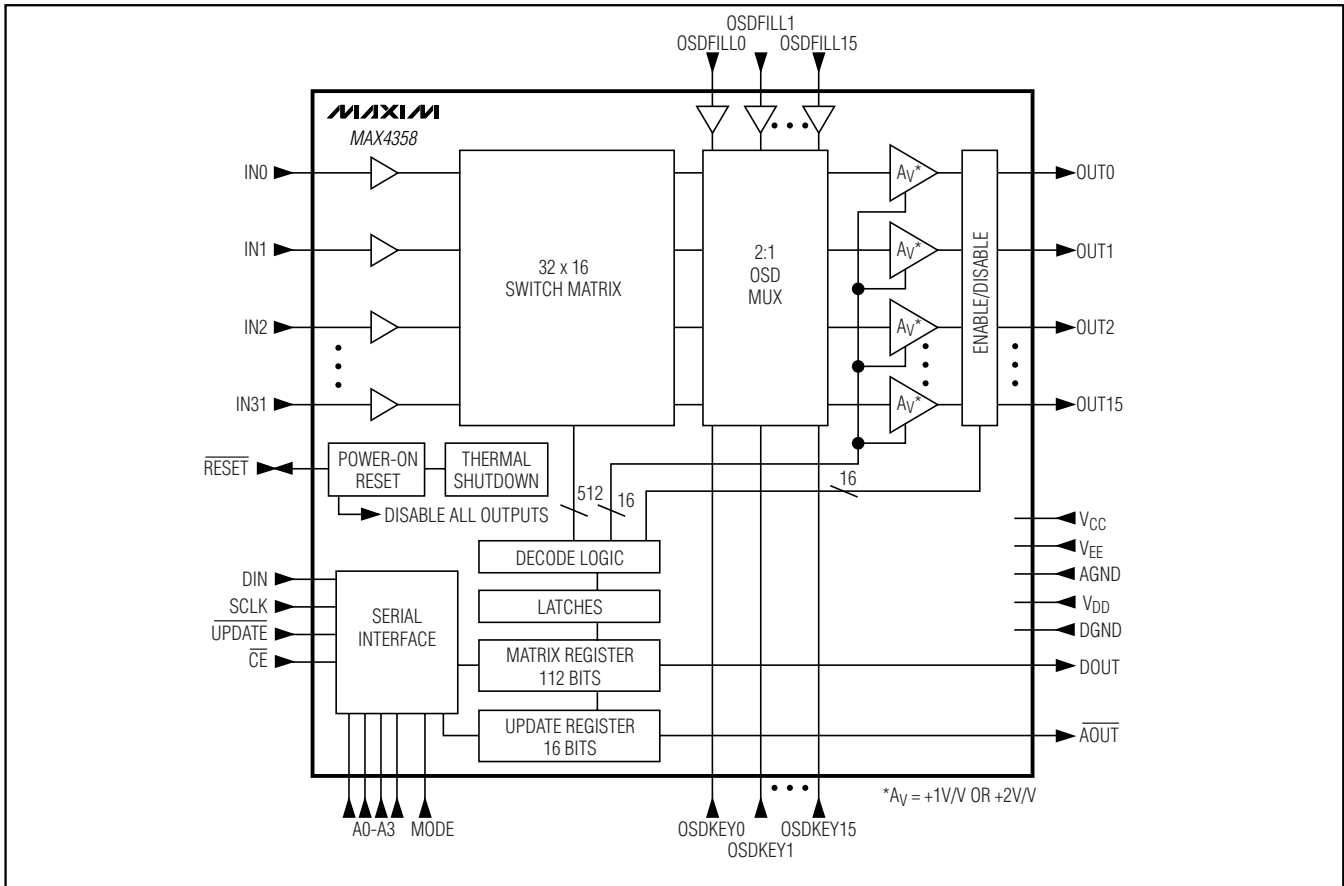 OSDFILL1
OSDFILL0 OSDFILL15
MAXIM
MAX4358
IN0
IN1
IN2
IN31
32 x 16
SWITCH MATRIX
2:1
OSD
MUX
AV*
AV*
AV*
AV*
ENABLE/DISABLE
OUT0
OUT1
OUT2
OUT15
RESET
POWER-ON
RESET
THERMAL
SHUTDOWN
DISABLE ALL OUTPUTS
512
16
16
DECODE LOGIC
LATCHES
MATRIX REGISTER
112 BITS
UPDATE REGISTER
16 BITS
DIN
SCLK
UPDATE
CE
SERIAL
INTERFACE
VCC
VEE
AGND
VDD
DGND
DOUT
AOUT
A0-A3 MODE
OSDKEY0 OSDKEY15
OSDKEY1
*AV = +1V/V OR +2V/V